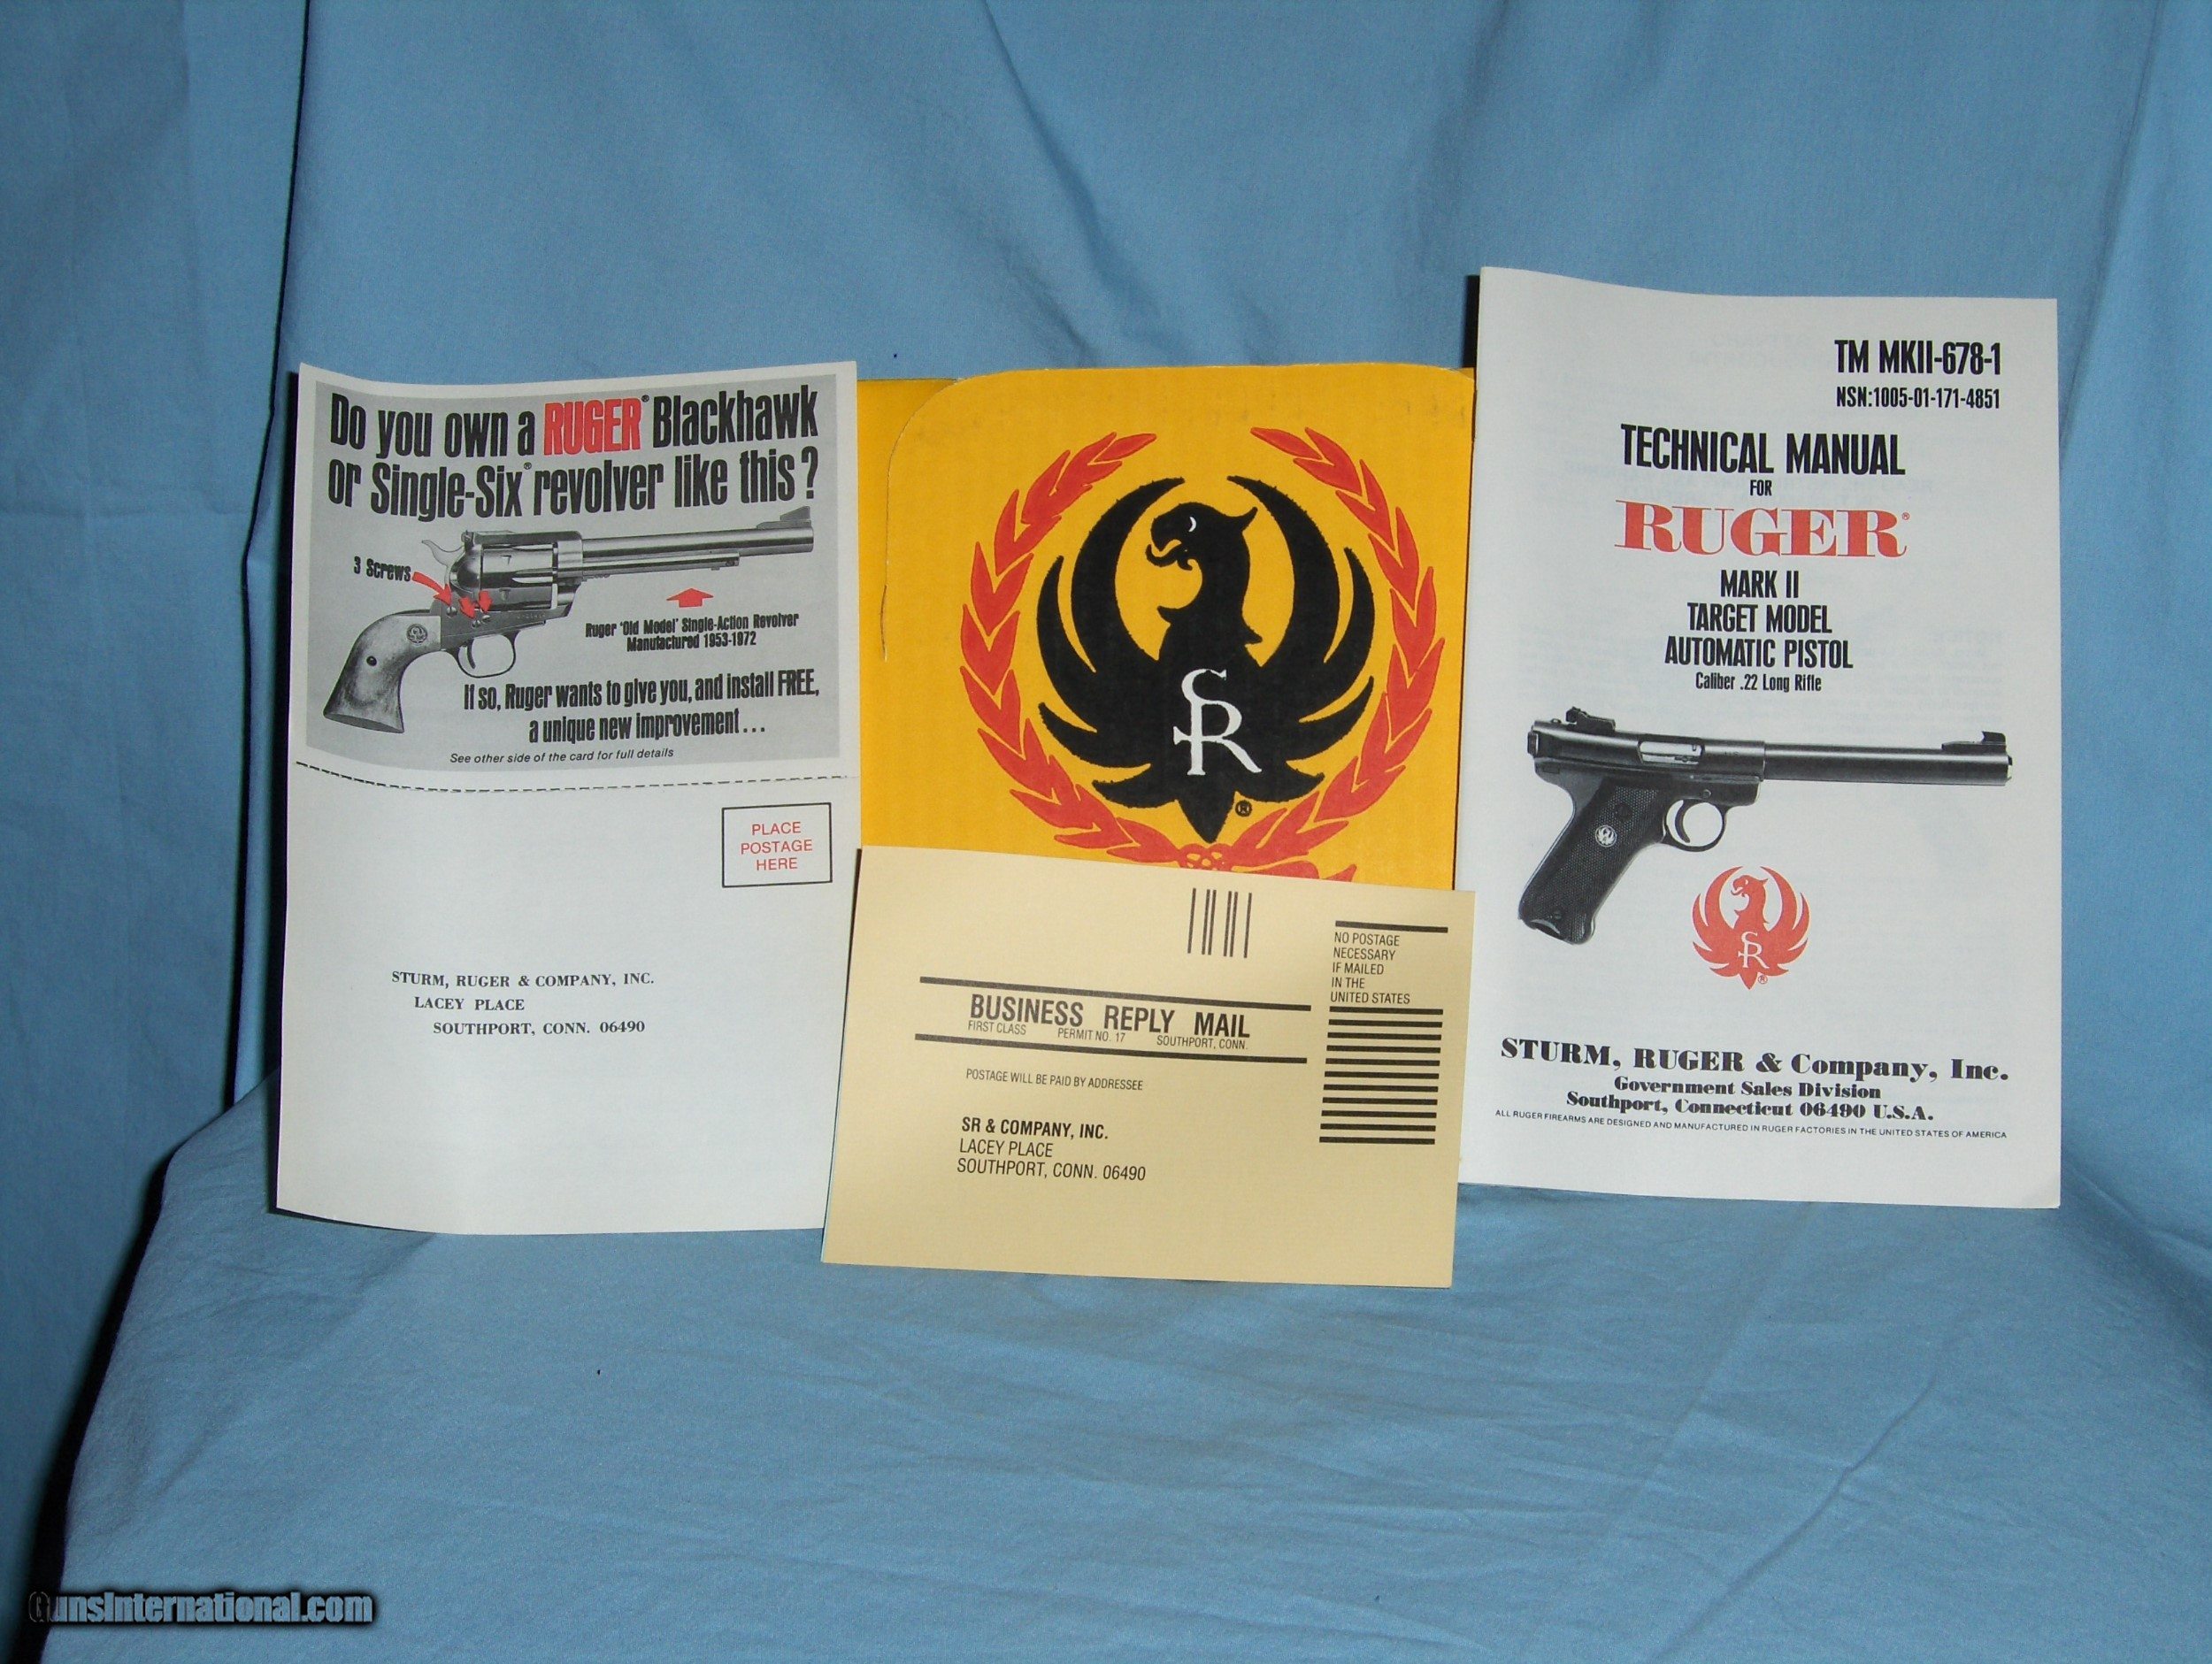 Do you own a RUGER® Blackhawk
or Single-Six® revolver like this?
3 Screws
Ruger 'Old Model' Single-Action Revolver
Manufactured 1953-1972
If so, Ruger wants to give you, and install FREE,
a unique new improvement...
See other side of the card for full details
PLACE
POSTAGE
HERE
STURM, RUGER & COMPANY, INC.
LACEY PLACE
SOUTHPORT, CONN. 06490
SR
®
NO POSTAGE
NECESSARY
IF MAILED
IN THE
UNITED STATES
BUSINESS REPLY MAIL
FIRST CLASS PERMIT NO. 17 SOUTHPORT, CONN.
POSTAGE WILL BE PAID BY ADDRESSEE
SR & COMPANY, INC.
LACEY PLACE
SOUTHPORT, CONN. 06490
TM MKII-678-1
NSN:1005-01-171-4851
TECHNICAL MANUAL
FOR
RUGER®
MARK II
TARGET MODEL
AUTOMATIC PISTOL
Caliber .22 Long Rifle
SR
®
STURM, RUGER & Company, Inc.
Government Sales Division
Southport, Connecticut 06490 U.S.A.
ALL RUGER FIREARMS ARE DESIGNED AND MANUFACTURED IN RUGER FACTORIES IN THE UNITED STATES OF AMERICA
GunsInternational.com